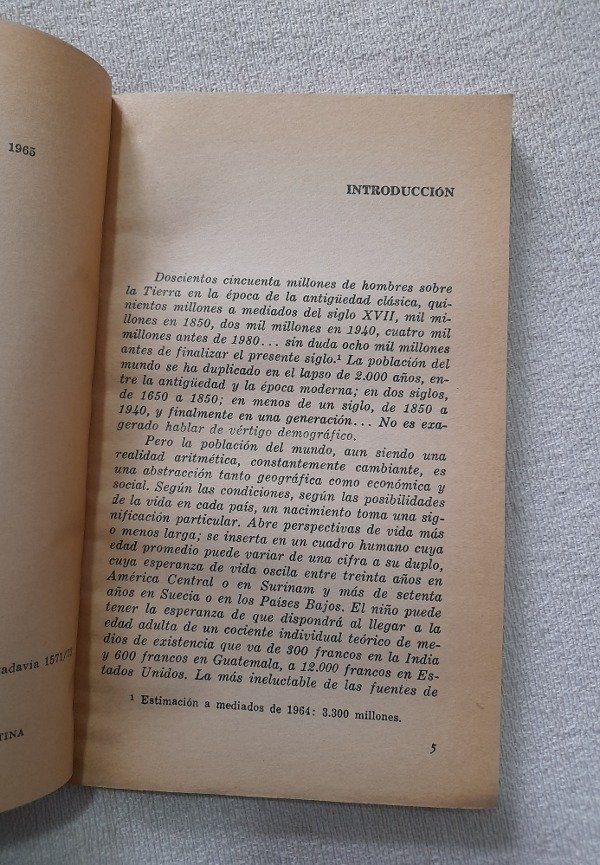 1965
adavia 1571/
TINA
INTRODUCCIÓN
Doscientos cincuenta millones de hombres sobre
la Tierra en la época de la antigüedad clásica, qui-
nientos millones a mediados del siglo XVII, mil mi-
llones en 1850, dos mil millones en 1940, cuatro mil
millones antes de 1980... sin duda ocho mil millones
antes de finalizar el presente siglo.¹ La población del
mundo se ha duplicado en el lapso de 2.000 años, en-
tre la antigüedad y la época moderna; en dos siglos,
de 1650 a 1850; en menos de un siglo, de 1850 a
1940, y finalmente en una generación... No es exa-
gerado hablar de vértigo demográfico.
Pero la población del mundo, aun siendo una
realidad aritmética, constantemente cambiante, es
una abstracción tanto geográfica como económica y
social. Según las condiciones, según las posibilidades
de la vida en cada país, un nacimiento toma una sig-
nificación particular. Abre perspectivas de vida más
o menos larga; se inserta en un cuadro humano cuya
edad promedio puede variar de una cifra a su duplo,
cuya esperanza de vida oscila entre treinta años en
América Central o en Surinam y más de setenta
años en Suecia o en los Países Bajos. El niño puede
tener la esperanza de que dispondrá al llegar a la
edad adulta de un cociente individual teórico de me-
dios de existencia que va de 300 francos en la India
y 600 francos en Guatemala, a 12.000 francos en Es-
tados Unidos. La más ineluctable de las fuentes de
¹ Estimación a mediados de 1964: 3.300 millones.
5